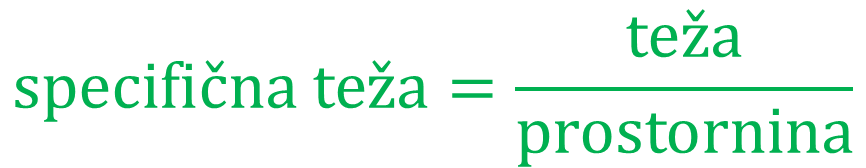 specifična teža = teža
prostornina